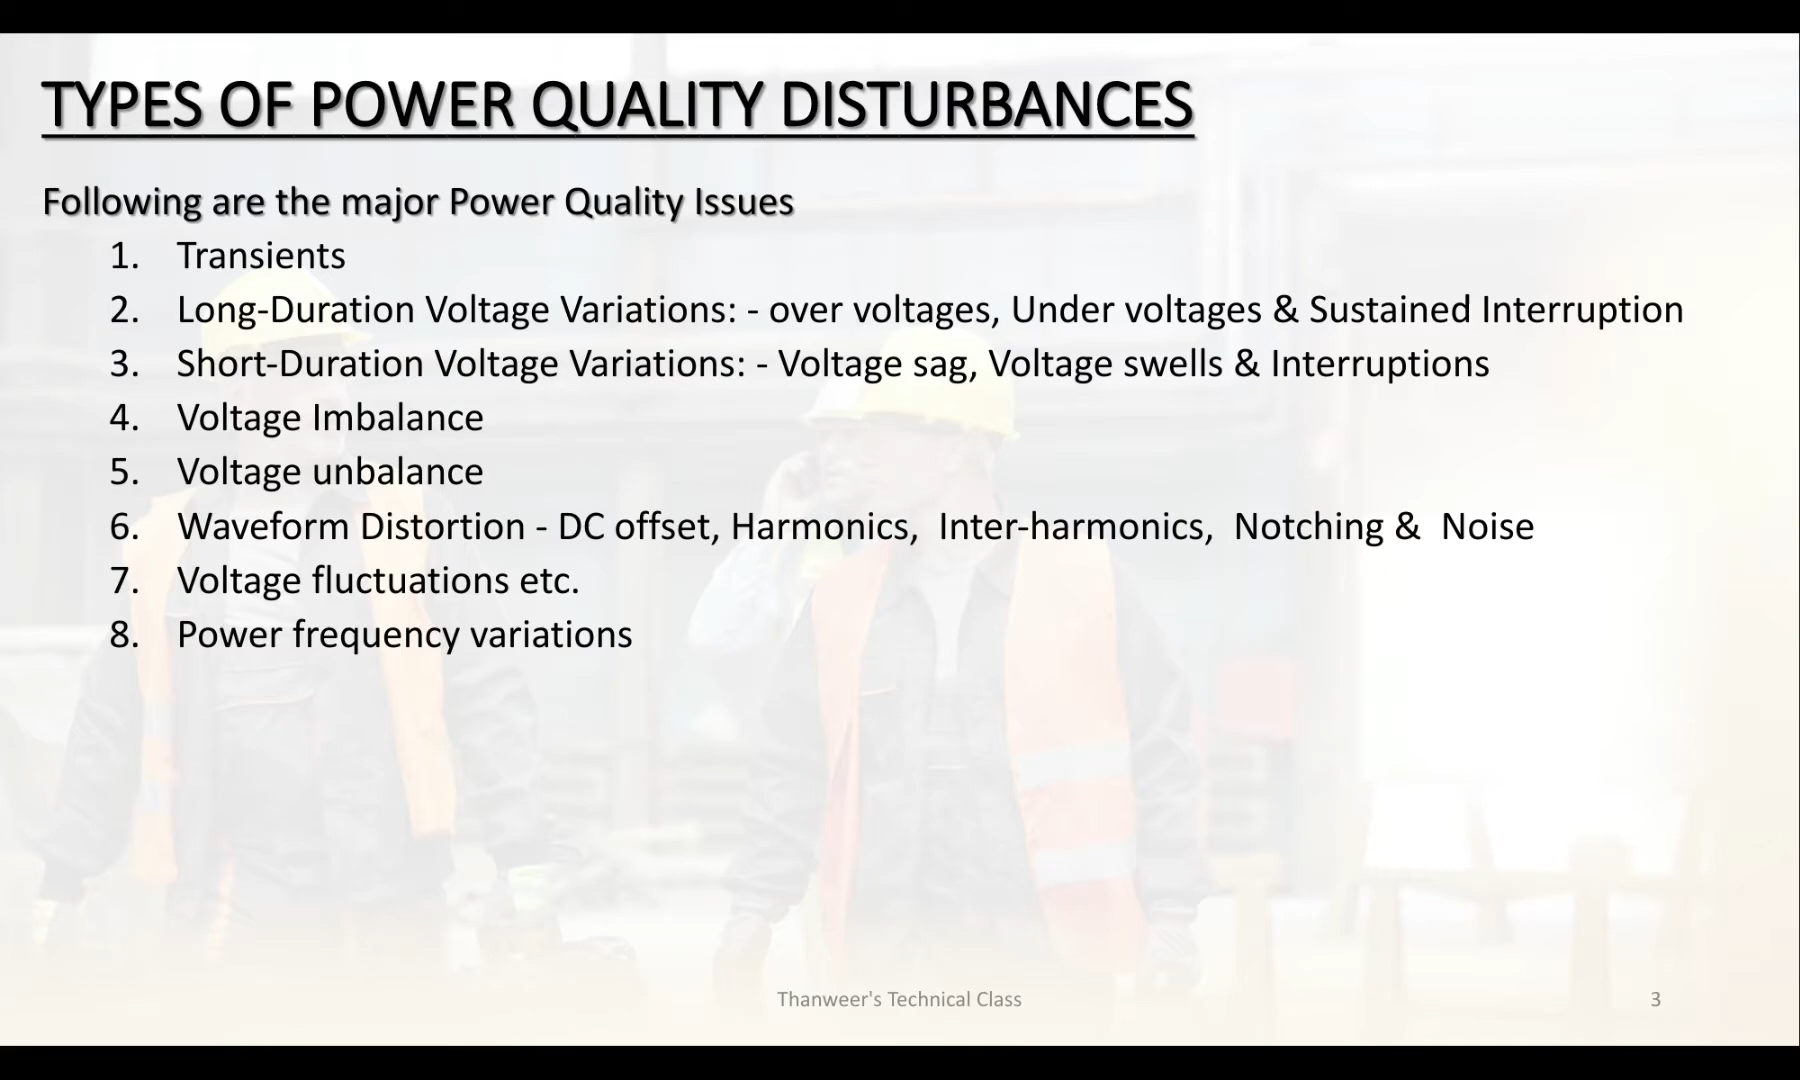 TYPES OF POWER QUALITY DISTURBANCES
Following are the major Power Quality Issues
1. Transients
2. Long-Duration Voltage Variations: - over voltages, Under voltages & Sustained Interruption
3. Short-Duration Voltage Variations: - Voltage sag, Voltage swells & Interruptions
4. Voltage Imbalance
5. Voltage unbalance
6. Waveform Distortion - DC offset, Harmonics,  Inter-harmonics,  Notching &  Noise
7. Voltage fluctuations etc.
8. Power frequency variations
Thanweer's Technical Class
3